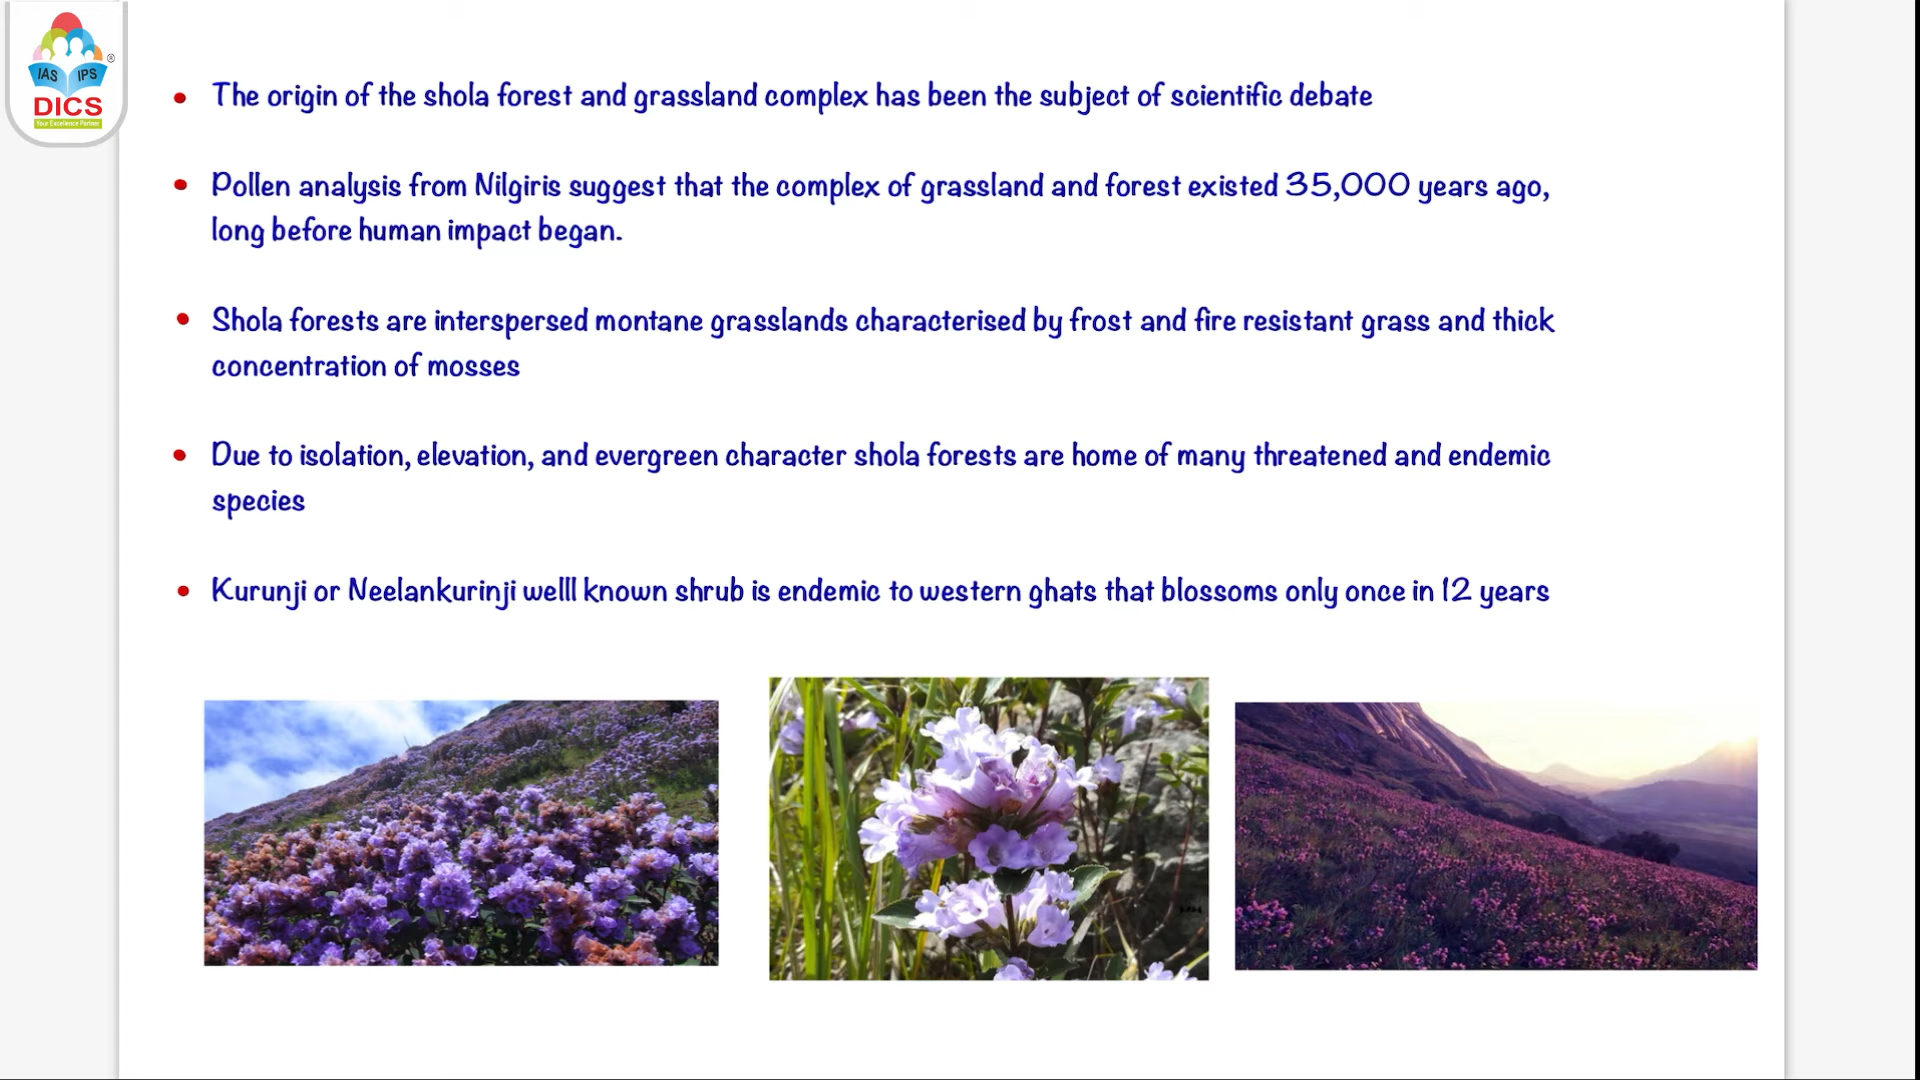 IAS IPS
®
DICS
Your Excellence Partner
• The origin of the shola forest and grassland complex has been the subject of scientific debate
• Pollen analysis from Nilgiris suggest that the complex of grassland and forest existed 35,000 years ago,
long before human impact began.
• Shola forests are interspersed montane grasslands characterised by frost and fire resistant grass and thick
concentration of mosses
• Due to isolation, elevation, and evergreen character shola forests are home of many threatened and endemic
species
• Kurunji or Neelankurinji welll known shrub is endemic to western ghats that blossoms only once in 12 years